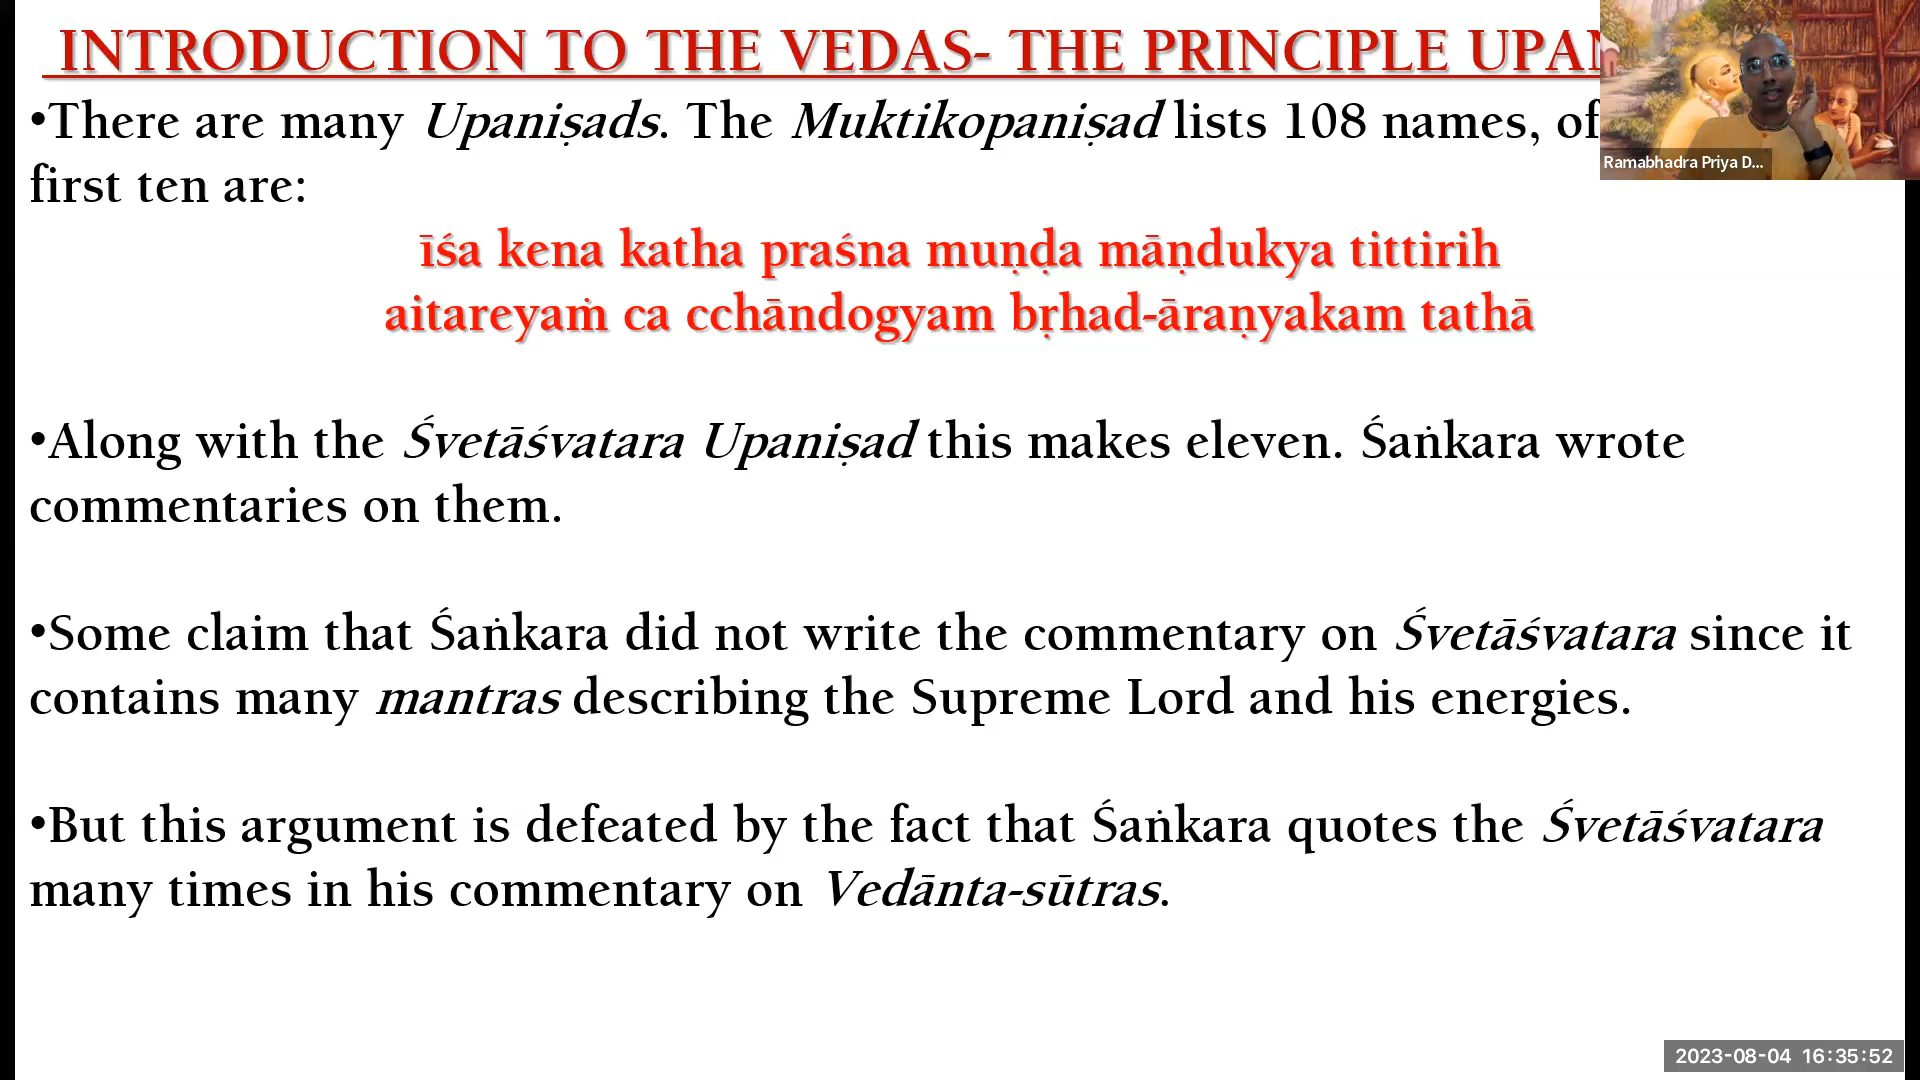 INTRODUCTION TO THE VEDAS- THE PRINCIPLE
•There are many Upaniṣads. The Muktikopaniṣad lists 108 names, of
first ten are:
īśa kena katha praśna muṇḍa māṇdukya tittirih
aitareyaṁ ca cchāndogyam bṛhad-āraṇyakam tathā
•Along with the Śvetāśvatara Upaniṣad this makes eleven. Śaṅkara wrote
commentaries on them.
•Some claim that Śaṅkara did not write the commentary on Śvetāśvatara since it
contains many mantras describing the Supreme Lord and his energies.
•But this argument is defeated by the fact that Śaṅkara quotes the Śvetāśvatara
many times in his commentary on Vedānta-sūtras.
Ramabhadra Priya D...
2023-08-04 16:35:52